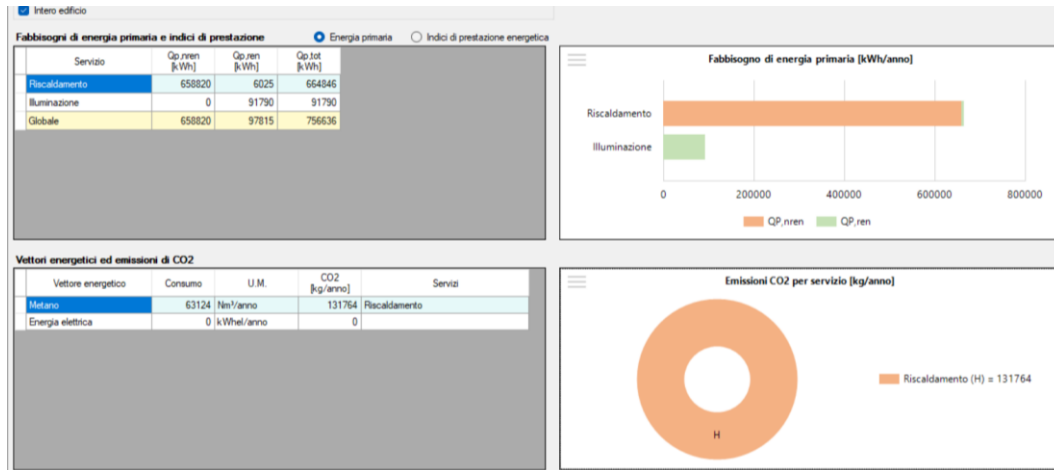 Intero edificio
Fabbisogni di energia primaria e indici di prestazione Energia primaria Indici di prestazione energetica
Servizio Qp,nren [kWh] Qp,ren [kWh] Qp,tot [kWh]
Riscaldamento 658820 6025 664846
Illuminazione 0 91790 91790
Globale 658820 97815 756636
Fabbisogno di energia primaria [kWh/anno]
Riscaldamento
Illuminazione
0 200000 400000 600000 800000
QP,nren QP,ren
Vettori energetici ed emissioni di CO2
Vettore energetico Consumo U.M. CO2 [kg/anno] Servizi
Metano 63124 Nm³/anno 131764 Riscaldamento
Energia elettrica 0 kWhel/anno 0
Emissioni CO2 per servizio [kg/anno]
Riscaldamento (H) = 131764
H